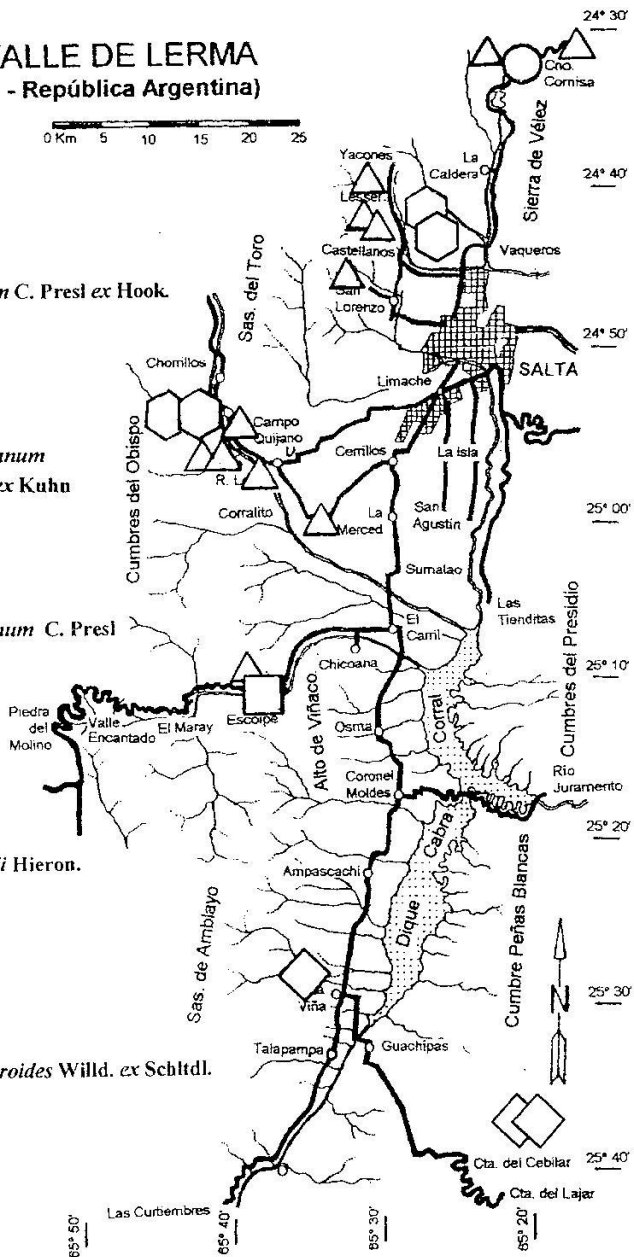 VALLE DE LERMA
- República Argentina)
0 Km 5 10 15 20 25
24° 30'
Cno.
Cornisa
24° 40'
Yacones
La
Caldera
Lesser.
Castellanos
Vaqueros
Sierra de Vélez
San
Lorenzo
C. Presl ex Hook.
Sas. del Toro
24° 50'
SALTA
Chorrillos
Limache
Campo
Quijano
Cerrillos
La Isla
ex Kuhn
Cumbres del Obispo
Corralito
La
Merced
San
Agustín
25° 00'
Sumalao
Las
Tienditas
C. Presl
El
Carril
Chicoana
25° 10'
Cumbres del Presidio
Piedra
del
Molino
Valle
Encantado
El Maray
Escoipe
Alto de Viñaco
Osma
Corral
Coronel
Moldes
Río
Juramento
Cabra
25° 20'
Hieron.
Ampascachi
Dique
Cumbre Peñas Blancas
Sas. de Amblayo
Viña
N
25° 30'
Talapampa
Guachipas
Willd. ex Schltdl.
Cta. del Cebilar
25° 40'
Cta. del Lajar
Las Curtiembres
65° 50'
65° 40'
65° 30'
65° 20'